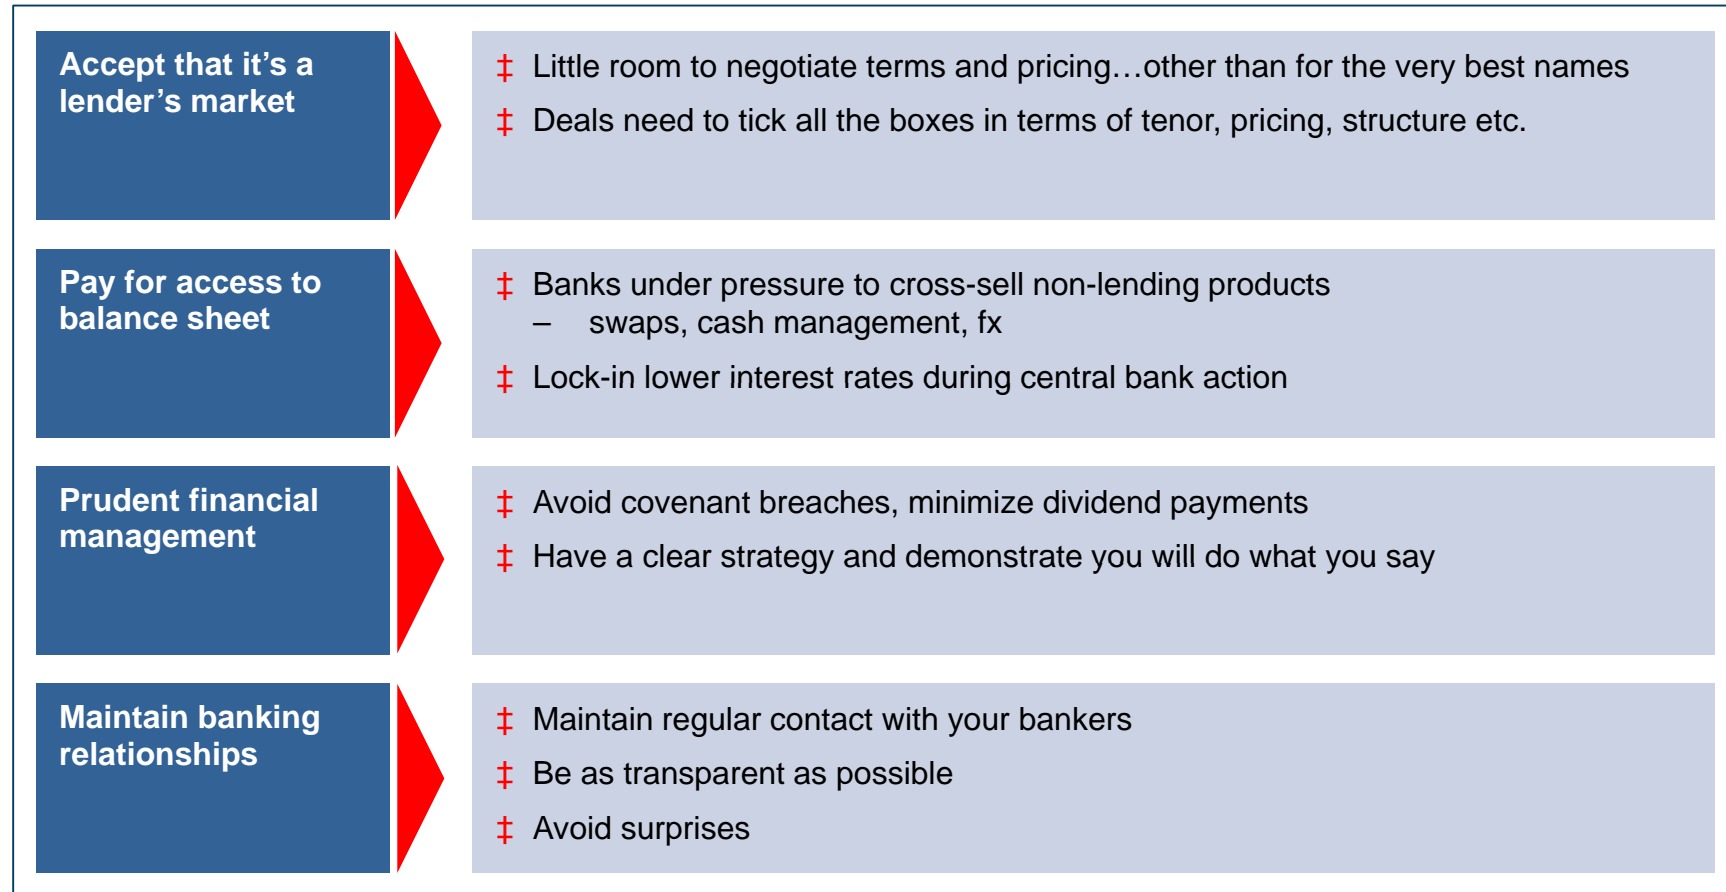 Accept that it’s a
lender’s market
‡ Little room to negotiate terms and pricing…other than for the very best names
‡ Deals need to tick all the boxes in terms of tenor, pricing, structure etc.
Pay for access to
balance sheet
‡ Banks under pressure to cross-sell non-lending products
– swaps, cash management, fx
‡ Lock-in lower interest rates during central bank action
Prudent financial
management
‡ Avoid covenant breaches, minimize dividend payments
‡ Have a clear strategy and demonstrate you will do what you say
Maintain banking
relationships
‡ Maintain regular contact with your bankers
‡ Be as transparent as possible
‡ Avoid surprises